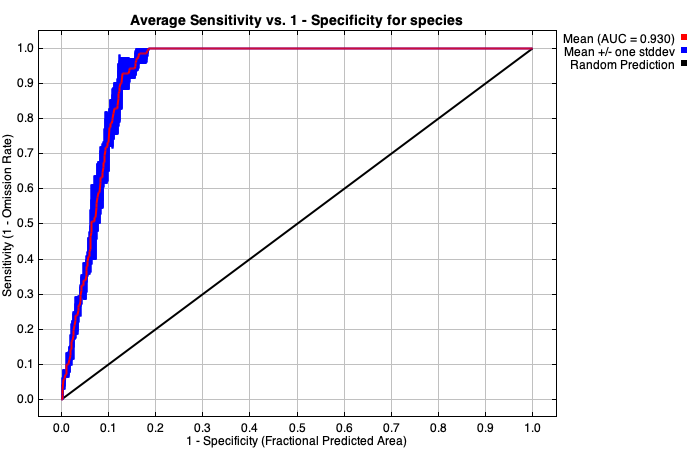 Average Sensitivity vs. 1 - Specificity for species
Mean (AUC = 0.930)
Mean +/- one stddev
Random Prediction
Sensitivity (1 - Omission Rate)
1.0
0.9
0.8
0.7
0.6
0.5
0.4
0.3
0.2
0.1
0.0
0.0 0.1 0.2 0.3 0.4 0.5 0.6 0.7 0.8 0.9 1.0
1 - Specificity (Fractional Predicted Area)